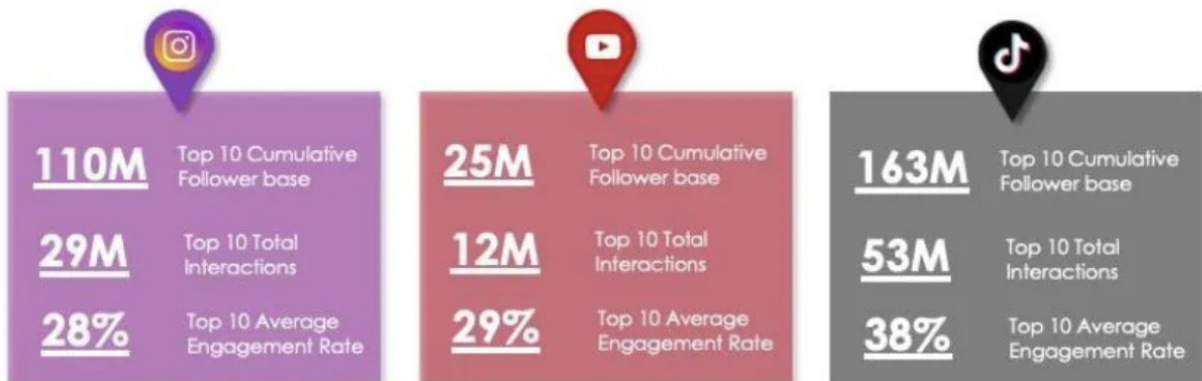 110M
Top 10 Cumulative
Follower base
29M
Top 10 Total
Interactions
28%
Top 10 Average
Engagement Rate
25M
Top 10 Cumulative
Follower base
12M
Top 10 Total
Interactions
29%
Top 10 Average
Engagement Rate
163M
Top 10 Cumulative
Follower base
53M
Top 10 Total
Interactions
38%
Top 10 Average
Engagement Rate